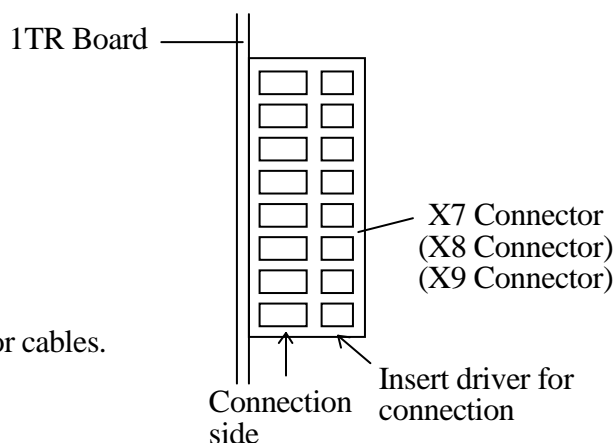 1TR Board
X7 Connector
(X8 Connector)
(X9 Connector)
or cables.
Insert driver for
connection
Connection
side